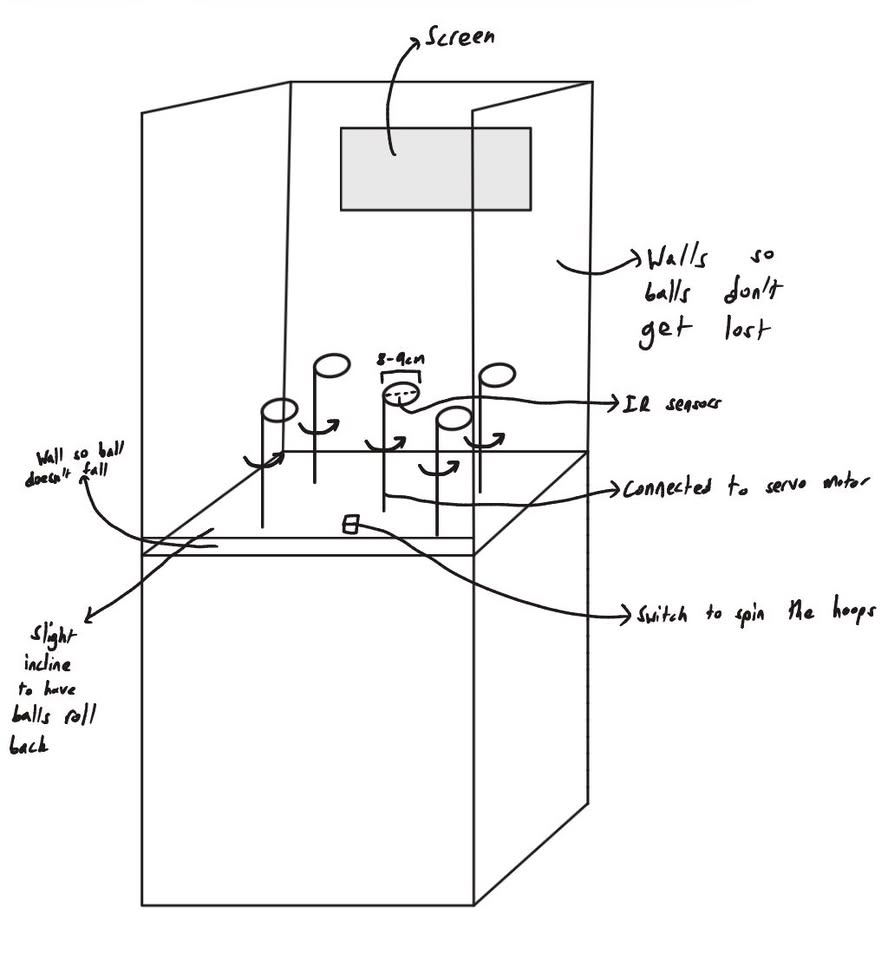 Screen
Walls so
balls don't
get lost
8-9cm
IR sensors
Wall so ball
doesn't fall
Connected to servo motor
Switch to spin the hoops
Slight
incline
to have
balls roll
back